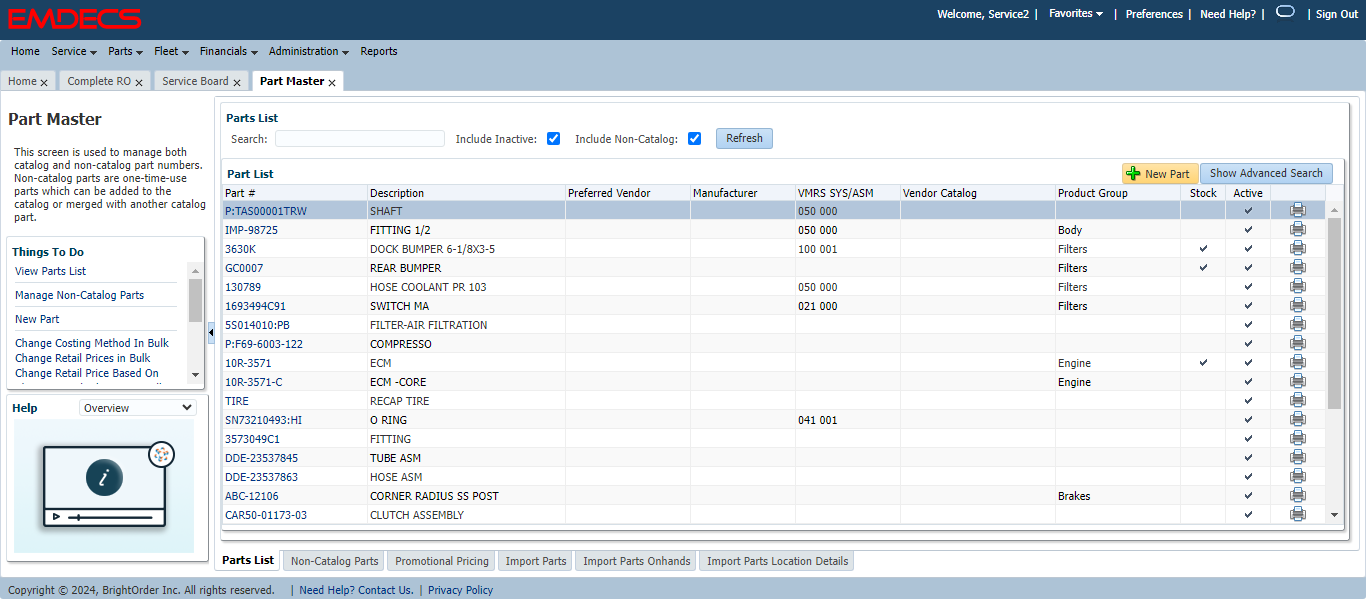 EMDECS
Welcome, Service2 | Favorites | Preferences | Need Help? | | Sign Out
Home Service Parts Fleet Financials Administration Reports
Home x Complete RO x Service Board x Part Master x
Part Master
This screen is used to manage both
catalog and non-catalog part numbers.
Non-catalog parts are one-time-use
parts which can be added to the
catalog or merged with another catalog
part.
Things To Do
View Parts List
Manage Non-Catalog Parts
New Part
Change Costing Method In Bulk
Change Retail Prices in Bulk
Change Retail Price Based On
Help Overview
i
Parts List
Search: Include Inactive: Include Non-Catalog: Refresh
Part List New Part Show Advanced Search
Part # Description Preferred Vendor Manufacturer VMRS SYS/ASM Vendor Catalog Product Group Stock Active
P:TAS00001TRW SHAFT 050 000
IMP-98725 FITTING 1/2 050 000 Body
3630K DOCK BUMPER 6-1/8X3-5 100 001 Filters
GC0007 REAR BUMPER Filters
130789 HOSE COOLANT PR 103 050 000 Filters
1693494C91 SWITCH MA 021 000 Filters
5S014010:PB FILTER-AIR FILTRATION
P:F69-6003-122 COMPRESSO
10R-3571 ECM Engine
10R-3571-C ECM -CORE Engine
TIRE RECAP TIRE
SN73210493:HI O RING 041 001
3573049C1 FITTING
DDE-23537845 TUBE ASM
DDE-23537863 HOSE ASM
ABC-12106 CORNER RADIUS SS POST Brakes
CAR50-01173-03 CLUTCH ASSEMBLY
Parts List Non-Catalog Parts Promotional Pricing Import Parts Import Parts Onhands Import Parts Location Details
Copyright © 2024, BrightOrder Inc. All rights reserved. | Need Help? Contact Us. | Privacy Policy